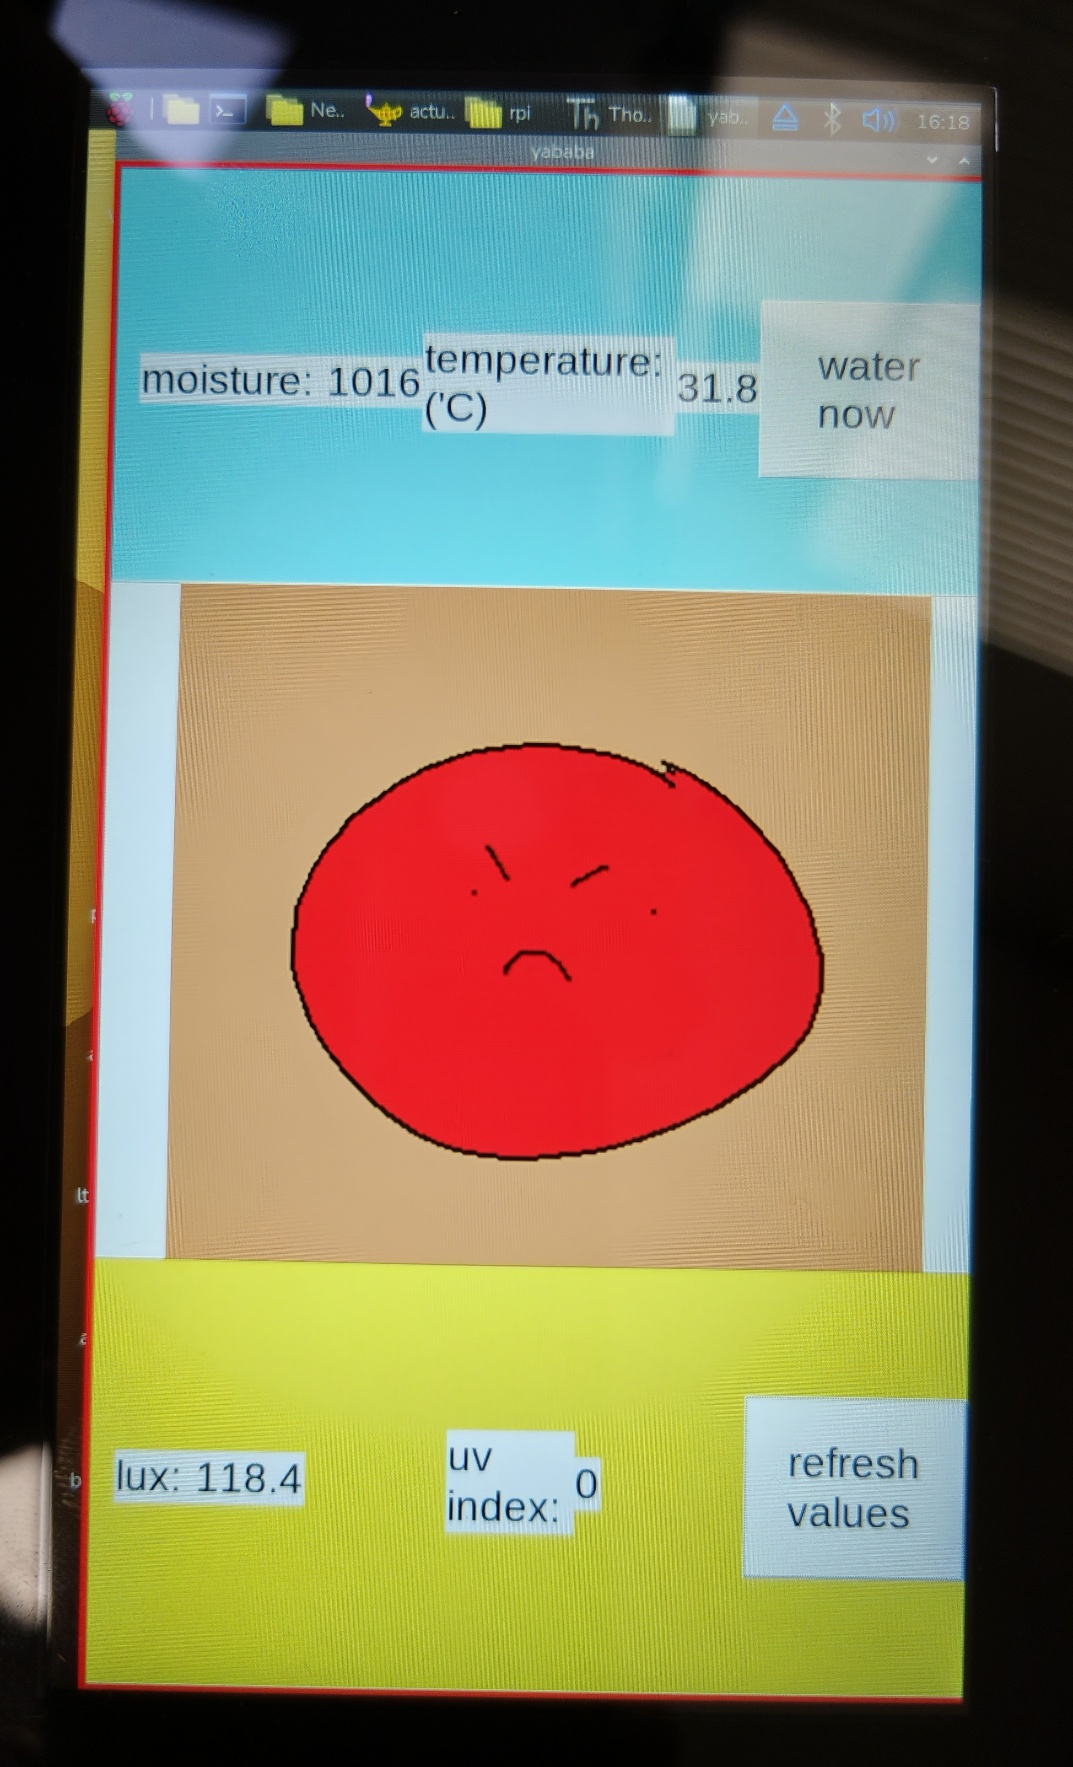 Ne..
actu..
rpi
Tho..
yab..
16:18
yababa
moisture: 1016
temperature:
('C)
31.8
water
now
lux: 118.4
uv
index:
0
refresh
values